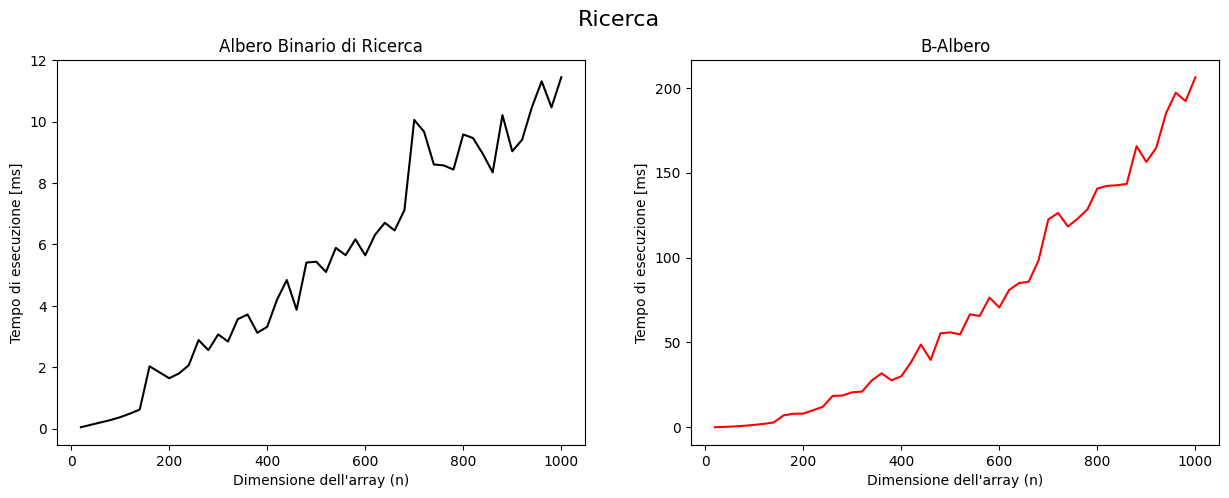 Ricerca
Albero Binario di Ricerca
12
10
8
6
4
2
0
Tempo di esecuzione [ms]
0 200 400 600 800 1000
Dimensione dell'array (n)
B-Albero
200
150
100
50
0
Tempo di esecuzione [ms]
0 200 400 600 800 1000
Dimensione dell'array (n)